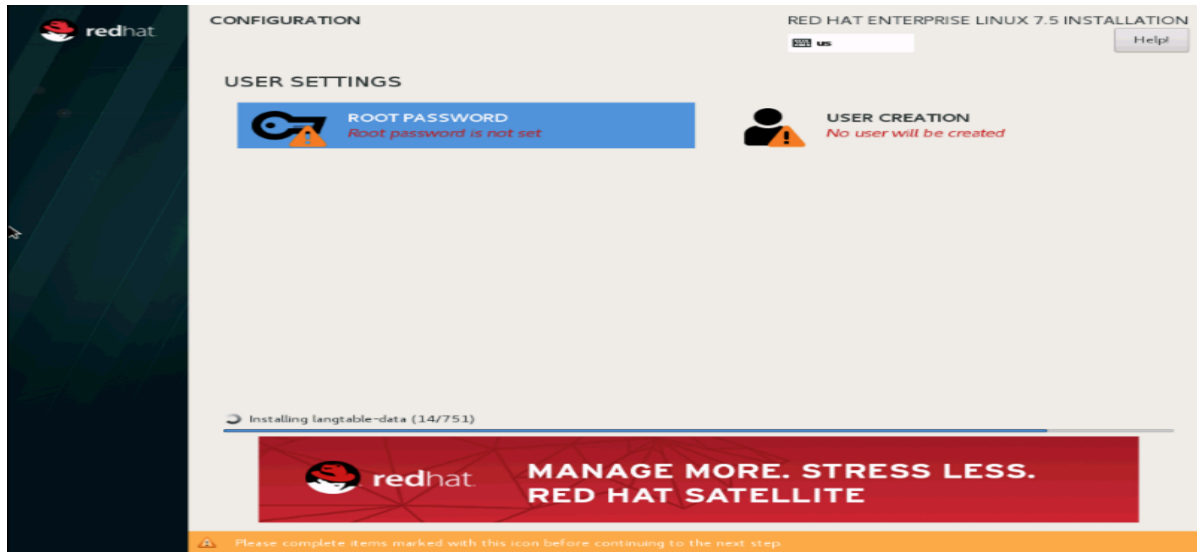 redhat.
CONFIGURATION
RED HAT ENTERPRISE LINUX 7.5 INSTALLATION
us
Help!
USER SETTINGS
ROOT PASSWORD
Root password is not set
USER CREATION
No user will be created
Installing langtable-data (14/751)
redhat.
MANAGE MORE. STRESS LESS.
RED HAT SATELLITE
Please complete items marked with this icon before continuing to the next step.